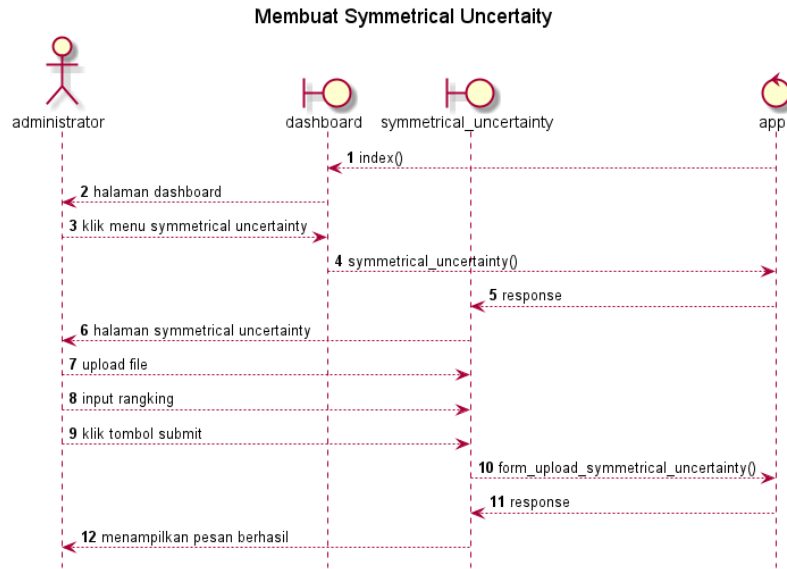 Membuat Symmetrical Uncertaity
administrator
dashboard
symmetrical_uncertainty
app
1 index()
2 halaman dashboard
3 klik menu symmetrical uncertainty
4 symmetrical_uncertainty()
5 response
6 halaman symmetrical uncertainty
7 upload file
8 input rangking
9 klik tombol submit
10 form_upload_symmetrical_uncertainty()
11 response
12 menampilkan pesan berhasil